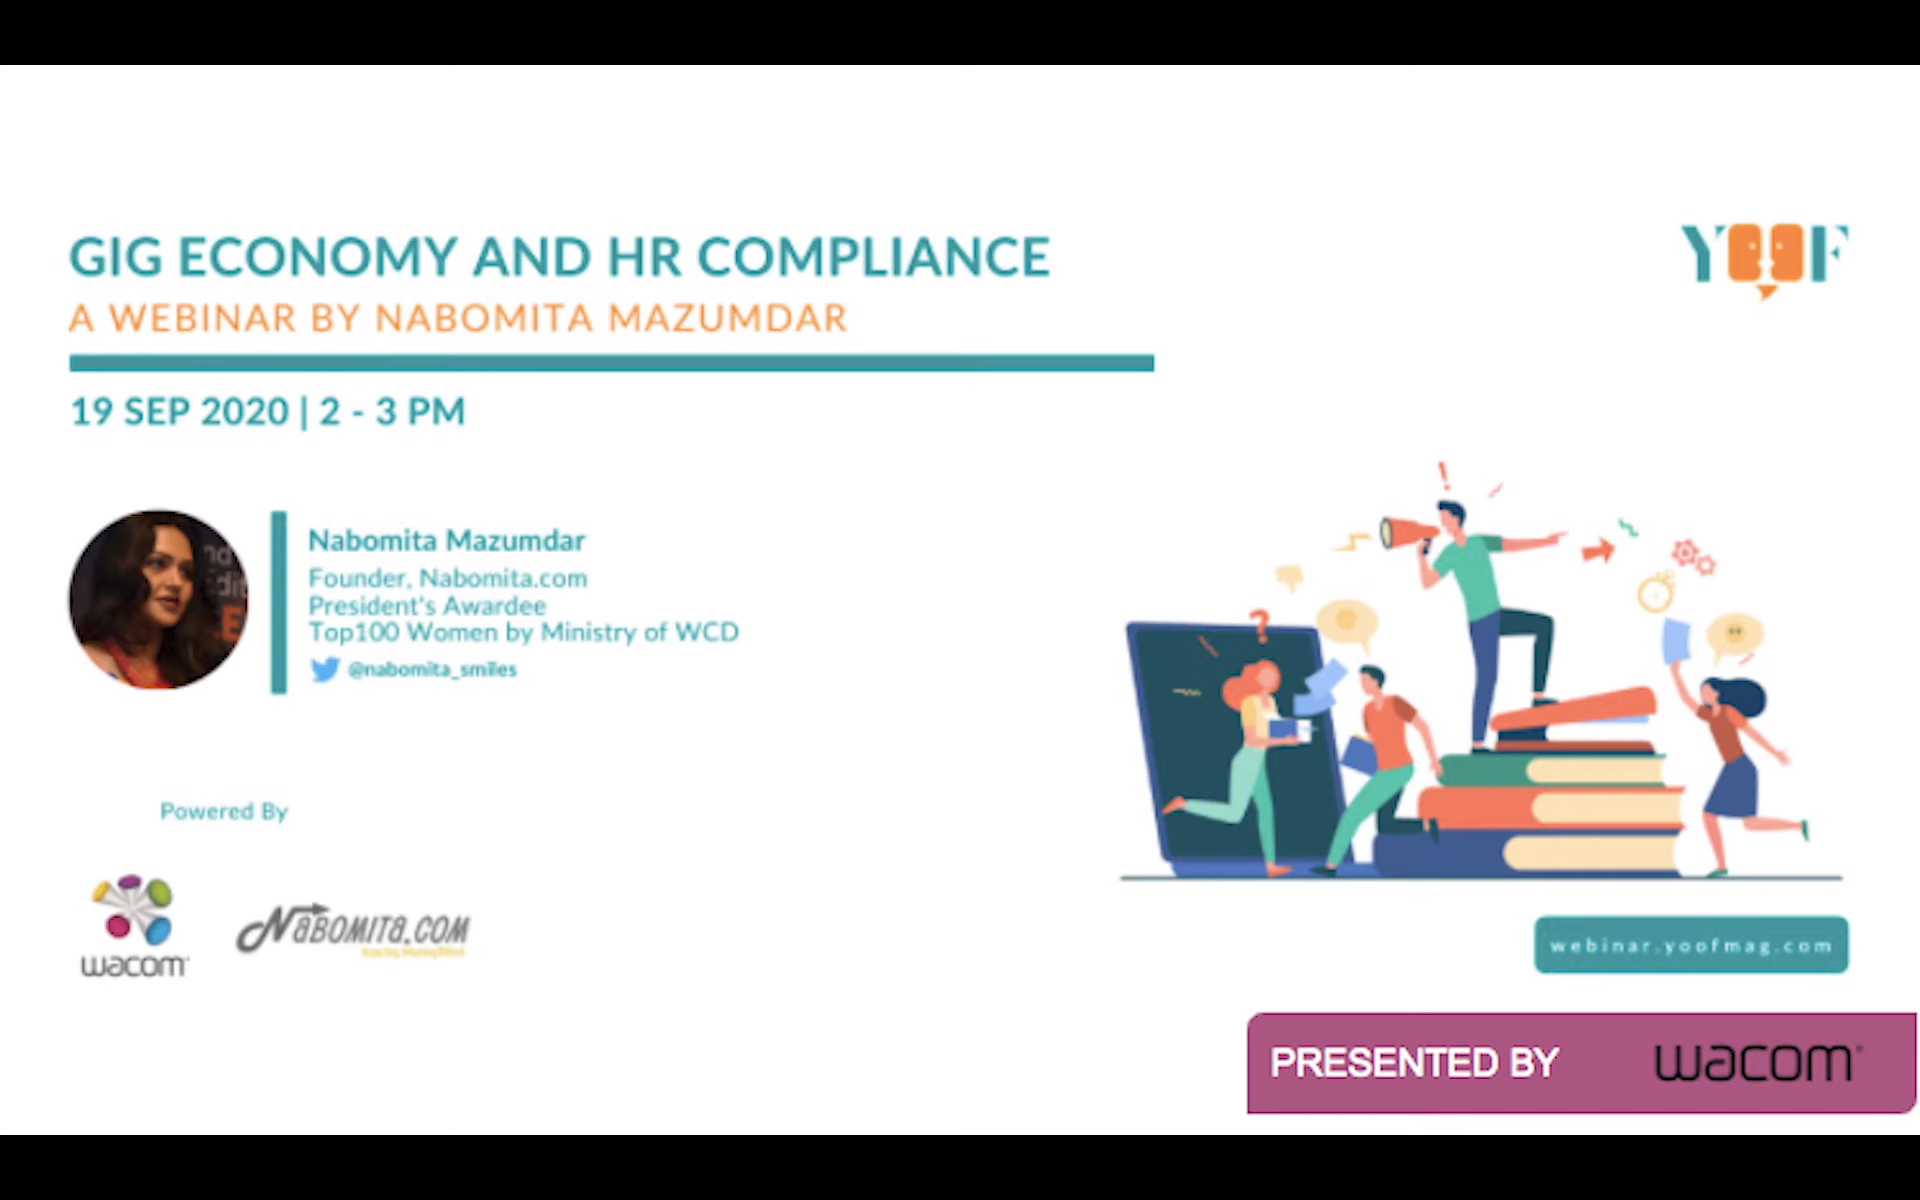 GIG ECONOMY AND HR COMPLIANCE
A WEBINAR BY NABOMITA MAZUMDAR
19 SEP 2020 | 2 - 3 PM
YOOF
Nabomita Mazumdar
Founder, Nabomita.com
President's Awardee
Top100 Women by Ministry of WCD
@nabomita_smiles
Powered By
wacom
NABOMITA.COM
webinar.yoofmag.com
PRESENTED BY wacom